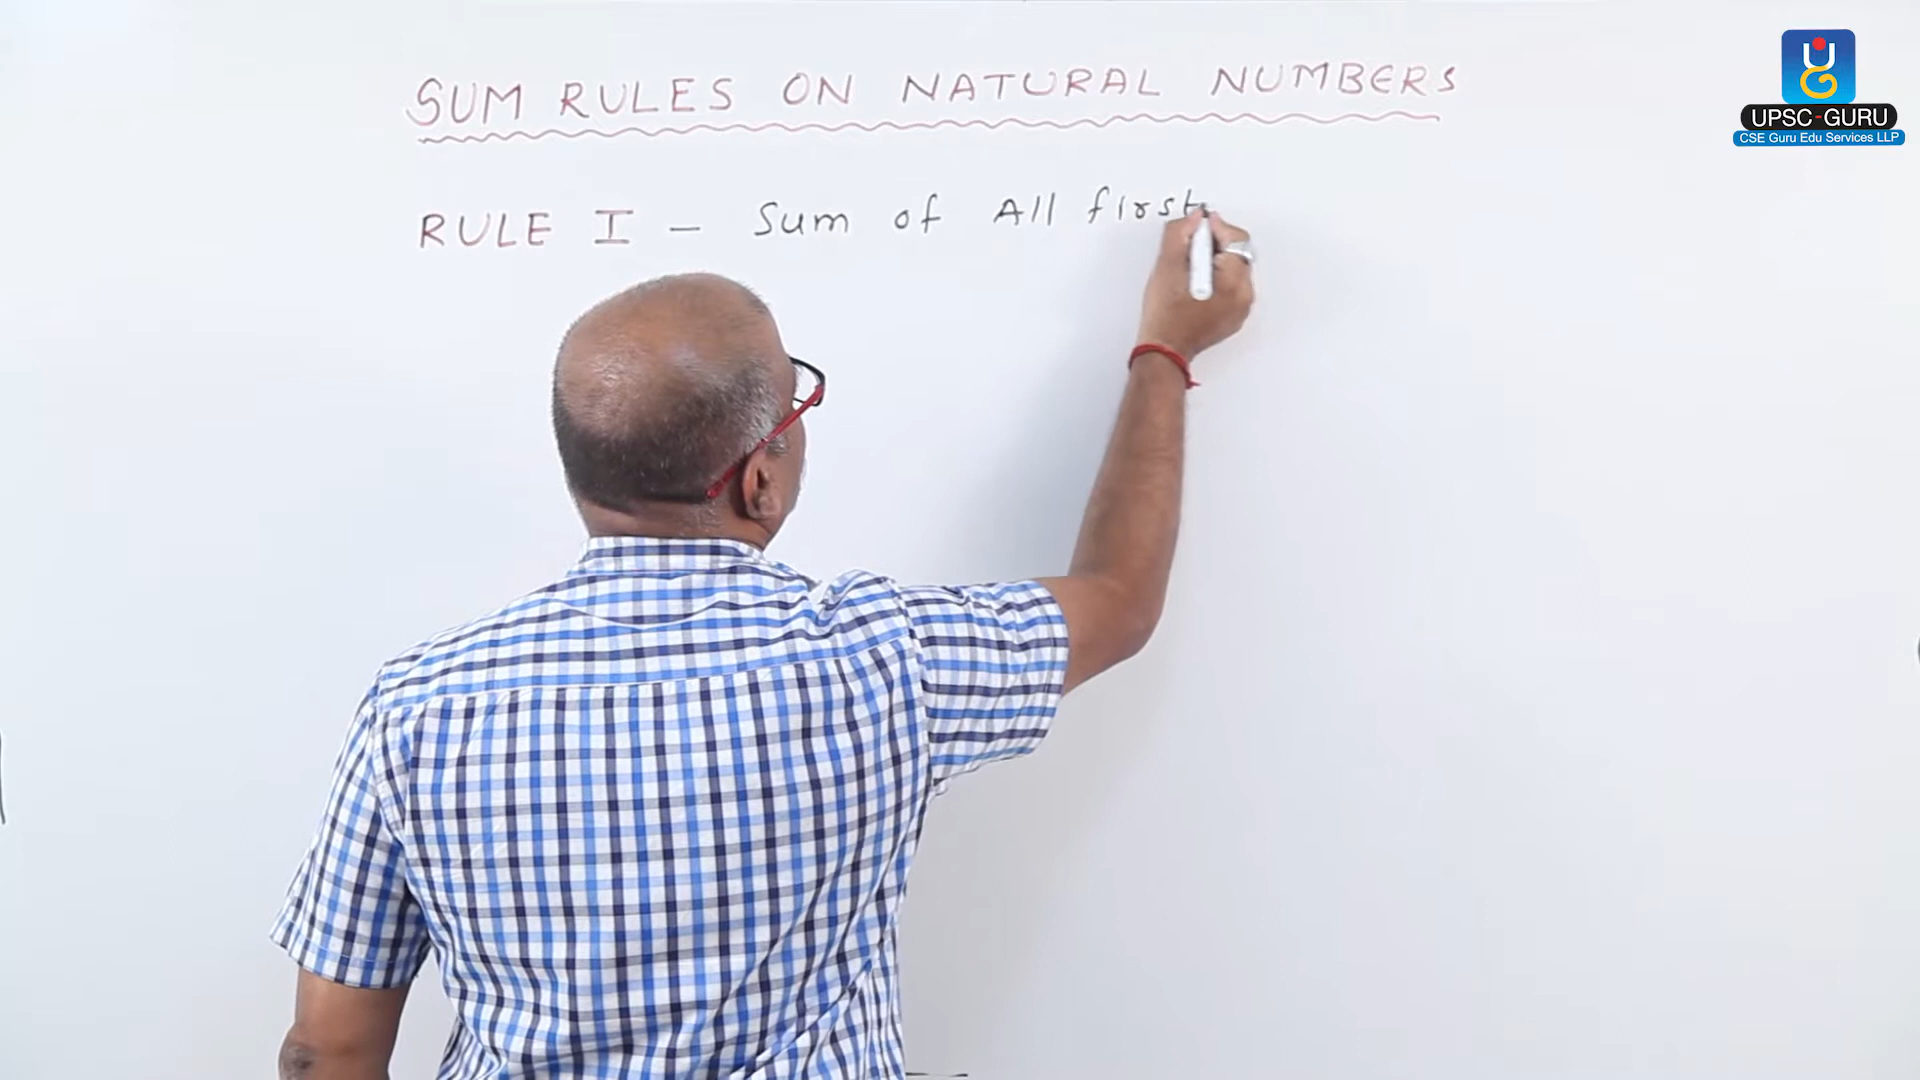 SUM RULES ON NATURAL NUMBERS
RULE I - Sum of All first
UPSC-GURU
CSE Guru Edu Services LLP